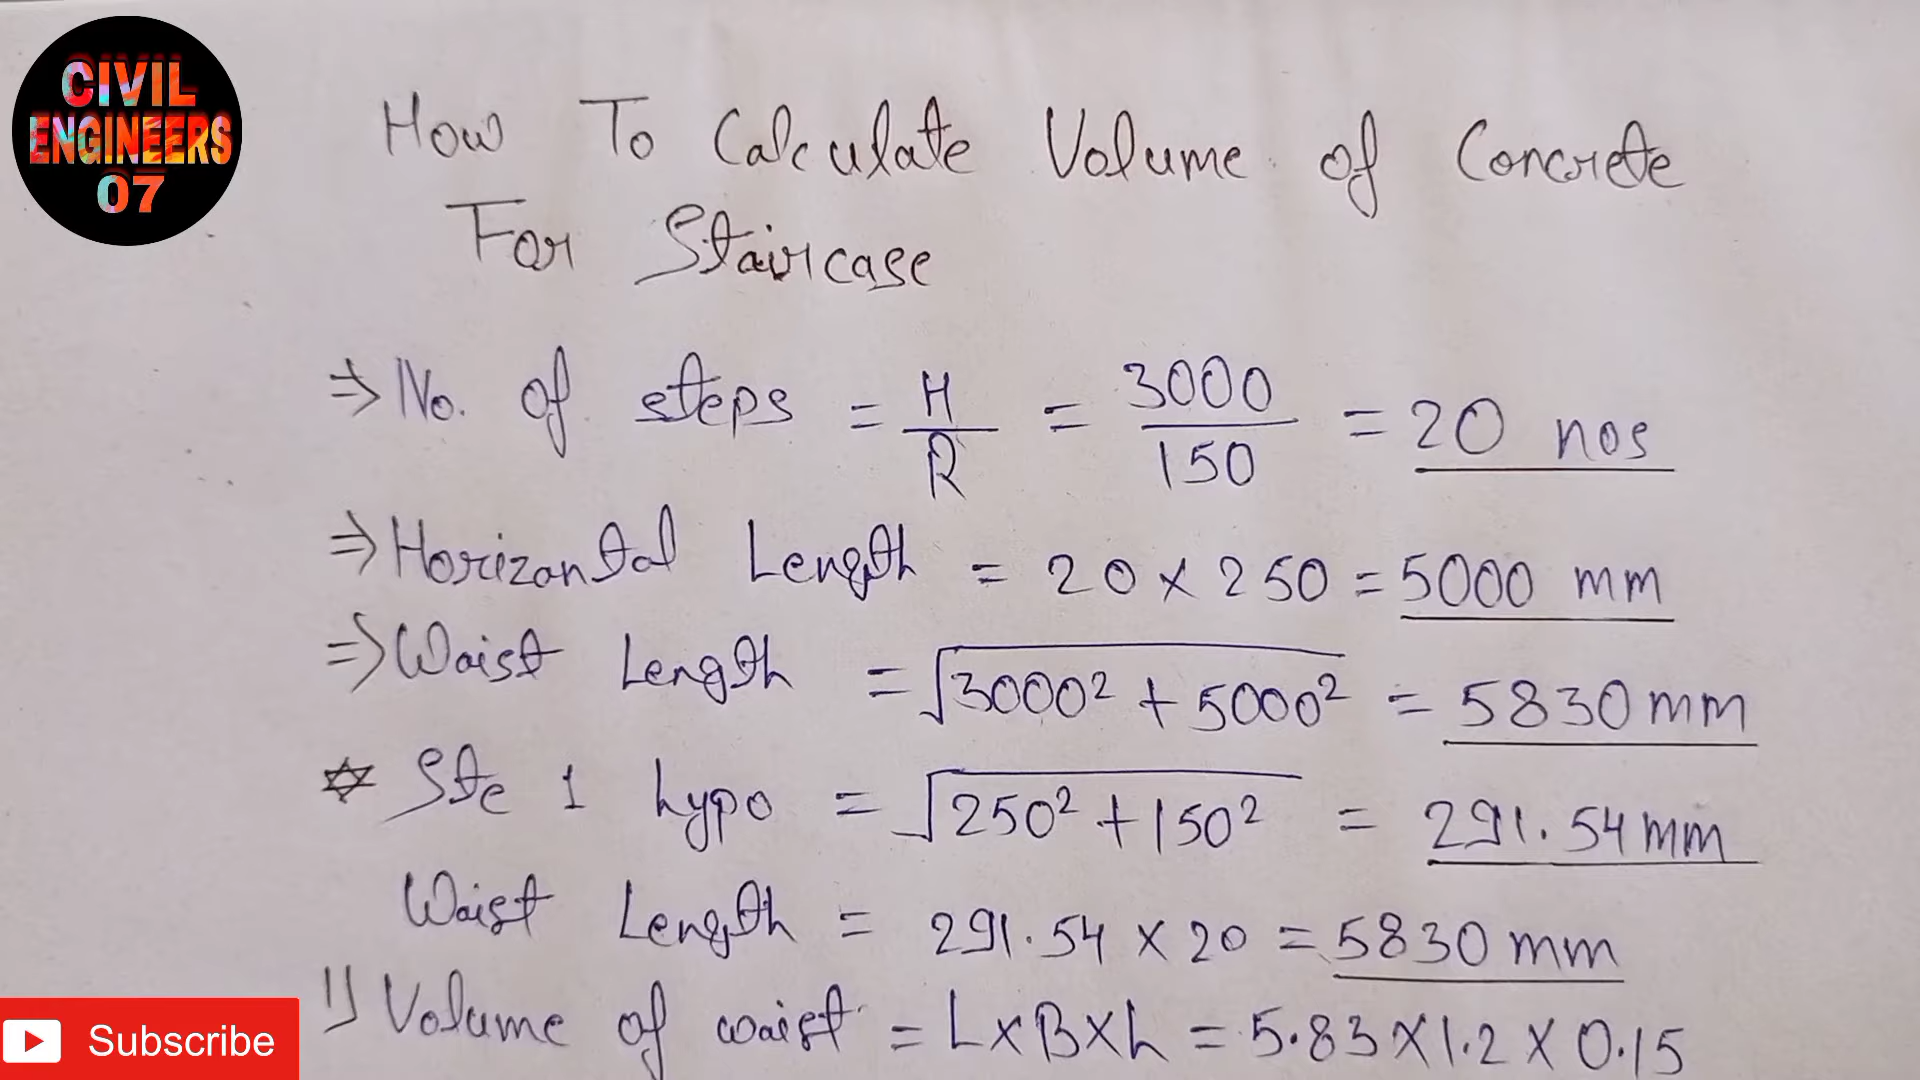 CIVIL
ENGINEERS
07
How To Calculate Volume of Concrete
For Staircase
⇒ No. of steps = H/R = 3000/150 = 20 nos
⇒ Horizantal Length = 20 × 250 = 5000 mm
⇒ Waist Length = √3000² + 5000² = 5830 mm
✡ Ste 1 hypo = √250² + 150² = 291.54 mm
Waist Length = 291.54 × 20 = 5830 mm
1) Volume of waist = L×B×h = 5.83 × 1.2 × 0.15
Subscribe